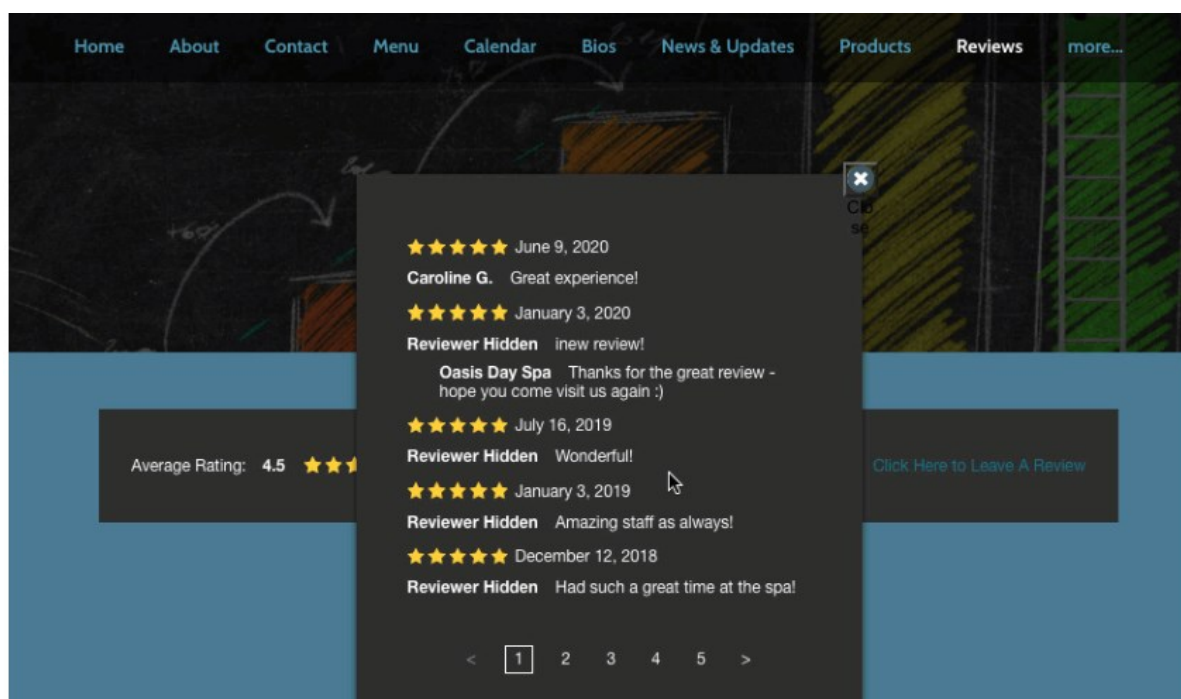 Home About Contact Menu Calendar Bios News & Updates Products Reviews more...
Clo
se
★★★★★ June 9, 2020
Caroline G. Great experience!
★★★★★ January 3, 2020
Reviewer Hidden inew review!
Oasis Day Spa Thanks for the great review -
hope you come visit us again :)
★★★★★ July 16, 2019
Reviewer Hidden Wonderful!
★★★★★ January 3, 2019
Reviewer Hidden Amazing staff as always!
★★★★★ December 12, 2018
Reviewer Hidden Had such a great time at the spa!
Average Rating: 4.5
Click Here to Leave A Review
< 1 2 3 4 5 >